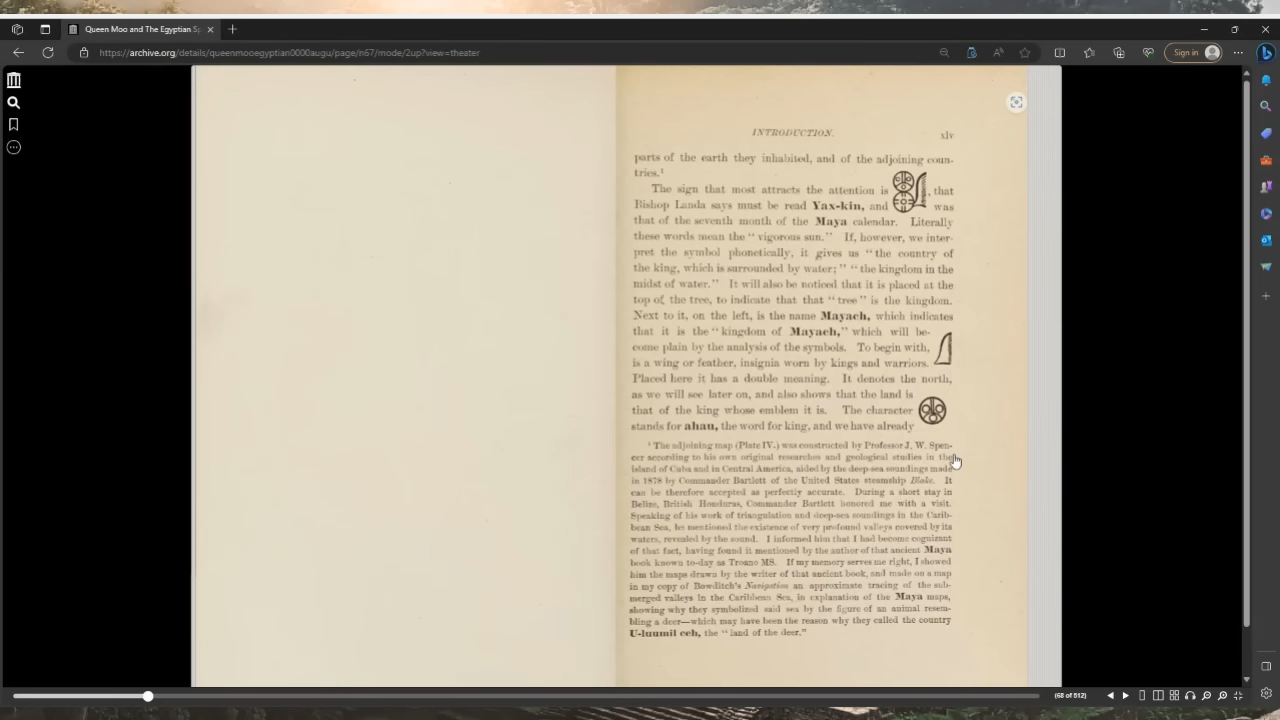 Queen Moo and The Egyptian Sp
https://archive.org/details/queenmooegyptian0000augu/page/n67/mode/2up?view=theater
Sign in
INTRODUCTION. xlv
parts of the earth they inhabited, and of the adjoining coun-
tries.¹
The sign that most attracts the attention is , that
Bishop Landa says must be read Yax-kin, and was
that of the seventh month of the Maya calendar. Literally
these words mean the "vigorous sun." If, however, we inter-
pret the symbol phonetically, it gives us "the country of
the king, which is surrounded by water;" "the kingdom in the
midst of water." It will also be noticed that it is placed at the
top of the tree, to indicate that that "tree" is the kingdom.
Next to it, on the left, is the name Mayach, which indicates
that it is the "kingdom of Mayach," which will be-
come plain by the analysis of the symbols. To begin with,
is a wing or feather, insignia worn by kings and warriors.
Placed here it has a double meaning. It denotes the north,
as we will see later on, and also shows that the land is
that of the king whose emblem it is. The character
stands for ahau, the word for king, and we have already
¹ The adjoining map (Plate IV.) was constructed by Professor J. W. Spen-
cer according to his own original researches and geological studies in the
island of Cuba and in Central America, aided by the deep-sea soundings made
in 1878 by Commander Bartlett of the United States steamship Blake. It
can be therefore accepted as perfectly accurate. During a short stay in
Belize, British Honduras, Commander Bartlett honored me with a visit.
Speaking of his work of triangulation and deep-sea soundings in the Carib-
bean Sea, he mentioned the existence of very profound valleys covered by its
waters, revealed by the sound. I informed him that I had become cognizant
of that fact, having found it mentioned by the author of that ancient Maya
book known to-day as Troano MS. If my memory serves me right, I showed
him the maps drawn by the writer of that ancient book, and made on a map
in my copy of Bowditch's Navigation an approximate tracing of the sub-
merged valleys in the Caribbean Sea, in explanation of the Maya maps,
showing why they symbolized said sea by the figure of an animal resem-
bling a deer—which may have been the reason why they called the country
U-luumil ceh, the "land of the deer."
(68 of 512)